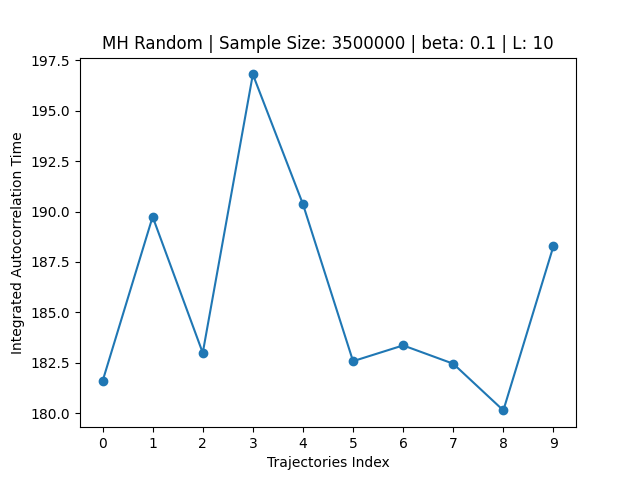 MH Random | Sample Size: 3500000 | beta: 0.1 | L: 10
197.5
195.0
192.5
190.0
187.5
185.0
182.5
180.0
Integrated Autocorrelation Time
0 1 2 3 4 5 6 7 8 9
Trajectories Index